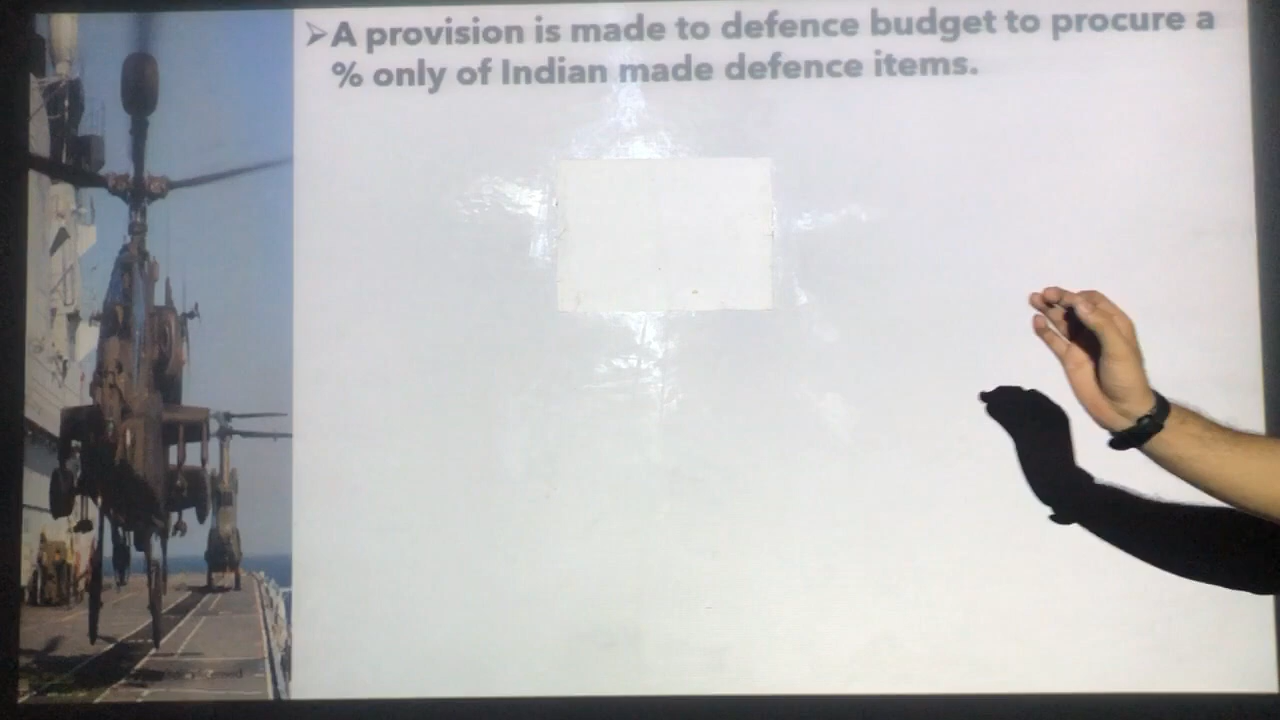 ➢A provision is made to defence budget to procure a
% only of Indian made defence items.